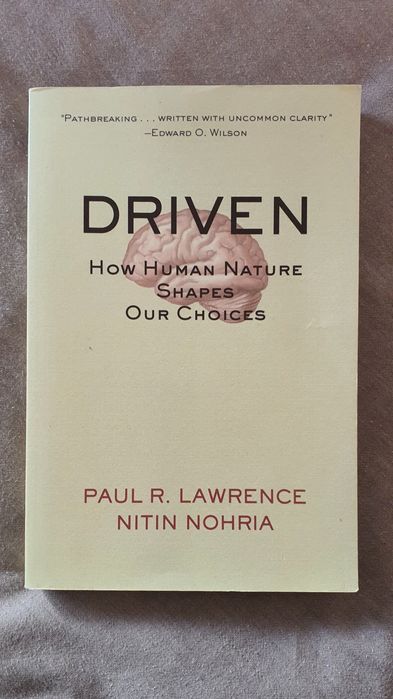 "Pathbreaking . . . written with uncommon clarity"
—Edward O. Wilson
DRIVEN
How Human Nature
Shapes
Our Choices
PAUL R. LAWRENCE
NITIN NOHRIA